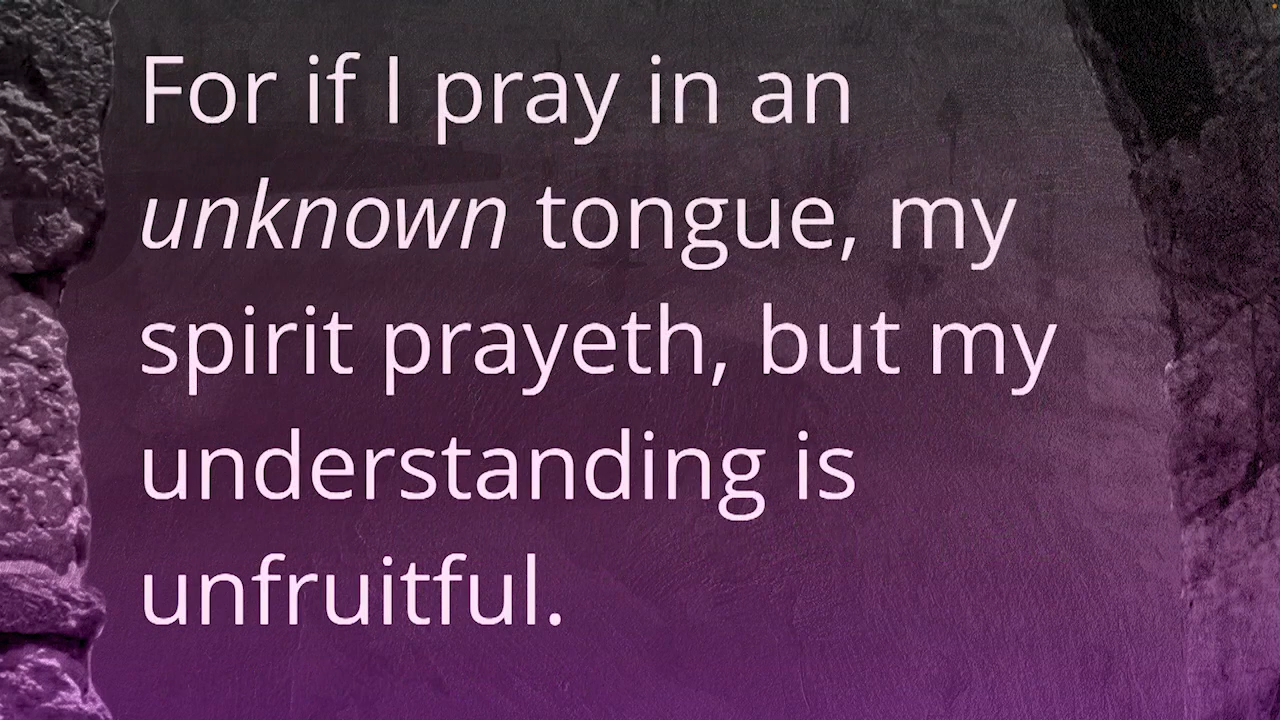 For if I pray in an
unknown tongue, my
spirit prayeth, but my
understanding is
unfruitful.